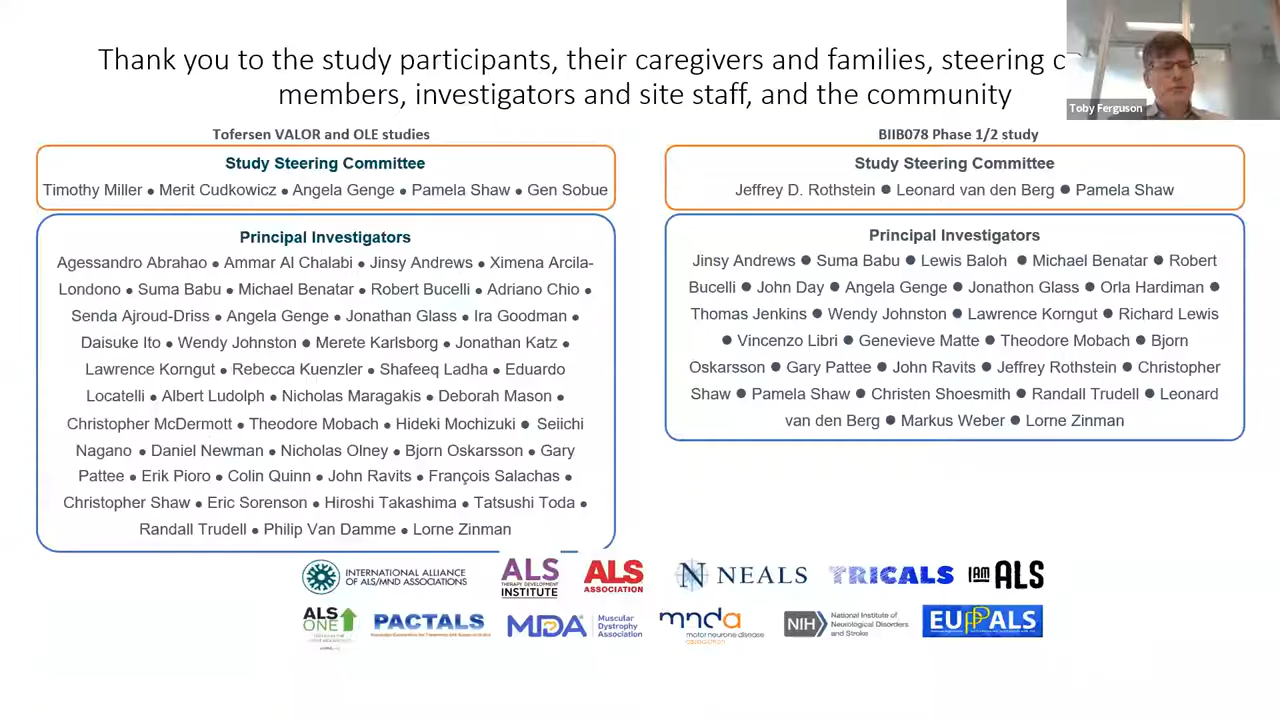 Thank you to the study participants, their caregivers and families, steering c
members, investigators and site staff, and the community
Toby Ferguson
Tofersen VALOR and OLE studies
Study Steering Committee
Timothy Miller ● Merit Cudkowicz ● Angela Genge ● Pamela Shaw ● Gen Sobue
Principal Investigators
Agessandro Abrahao ● Ammar Al Chalabi ● Jinsy Andrews ● Ximena Arcila-
Londono ● Suma Babu ● Michael Benatar ● Robert Bucelli ● Adriano Chio ●
Senda Ajroud-Driss ● Angela Genge ● Jonathan Glass ● Ira Goodman ●
Daisuke Ito ● Wendy Johnston ● Merete Karlsborg ● Jonathan Katz ●
Lawrence Korngut ● Rebecca Kuenzler ● Shafeeq Ladha ● Eduardo
Locatelli ● Albert Ludolph ● Nicholas Maragakis ● Deborah Mason ●
Christopher McDermott ● Theodore Mobach ● Hideki Mochizuki ● Seiichi
Nagano ● Daniel Newman ● Nicholas Olney ● Bjorn Oskarsson ● Gary
Pattee ● Erik Pioro ● Colin Quinn ● John Ravits ● François Salachas ●
Christopher Shaw ● Eric Sorenson ● Hiroshi Takashima ● Tatsushi Toda ●
Randall Trudell ● Philip Van Damme ● Lorne Zinman
BIIB078 Phase 1/2 study
Study Steering Committee
Jeffrey D. Rothstein ● Leonard van den Berg ● Pamela Shaw
Principal Investigators
Jinsy Andrews ● Suma Babu ● Lewis Baloh ● Michael Benatar ● Robert
Bucelli ● John Day ● Angela Genge ● Jonathon Glass ● Orla Hardiman ●
Thomas Jenkins ● Wendy Johnston ● Lawrence Korngut ● Richard Lewis
● Vincenzo Libri ● Genevieve Matte ● Theodore Mobach ● Bjorn
Oskarsson ● Gary Pattee ● John Ravits ● Jeffrey Rothstein ● Christopher
Shaw ● Pamela Shaw ● Christen Shoesmith ● Randall Trudell ● Leonard
van den Berg ● Markus Weber ● Lorne Zinman
INTERNATIONAL ALLIANCE
OF ALS/MND ASSOCIATIONS
ALS
THERAPY DEVELOPMENT
INSTITUTE
ALS
ASSOCIATION
N NEALS
TRICALS
I AM ALS
ALS
ONE
PACTALS
MDA
Muscular
Dystrophy
Association
mnda
motor neurone disease
association
NIH
National Institute of
Neurological Disorders
and Stroke
EUPPALS